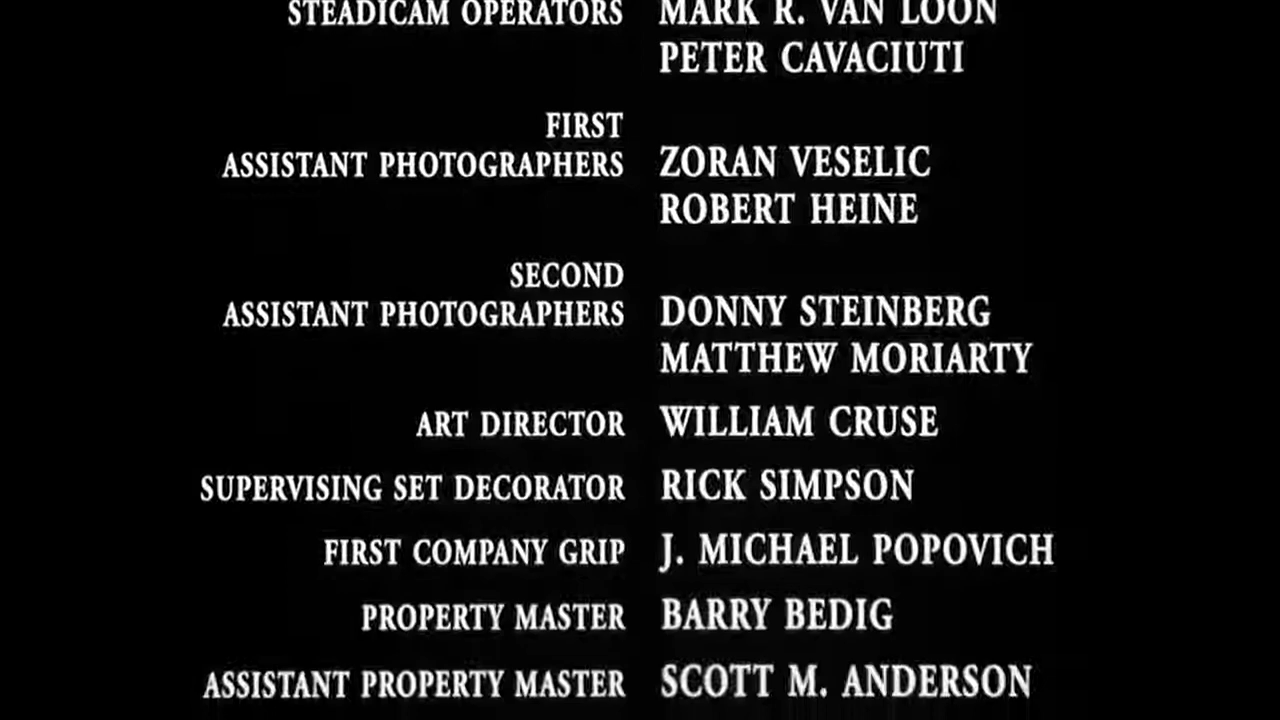 STEADICAM OPERATORS MARK R. VAN LOON
PETER CAVACIUTI
FIRST
ASSISTANT PHOTOGRAPHERS ZORAN VESELIC
ROBERT HEINE
SECOND
ASSISTANT PHOTOGRAPHERS DONNY STEINBERG
MATTHEW MORIARTY
ART DIRECTOR WILLIAM CRUSE
SUPERVISING SET DECORATOR RICK SIMPSON
FIRST COMPANY GRIP J. MICHAEL POPOVICH
PROPERTY MASTER BARRY BEDIG
ASSISTANT PROPERTY MASTER SCOTT M. ANDERSON